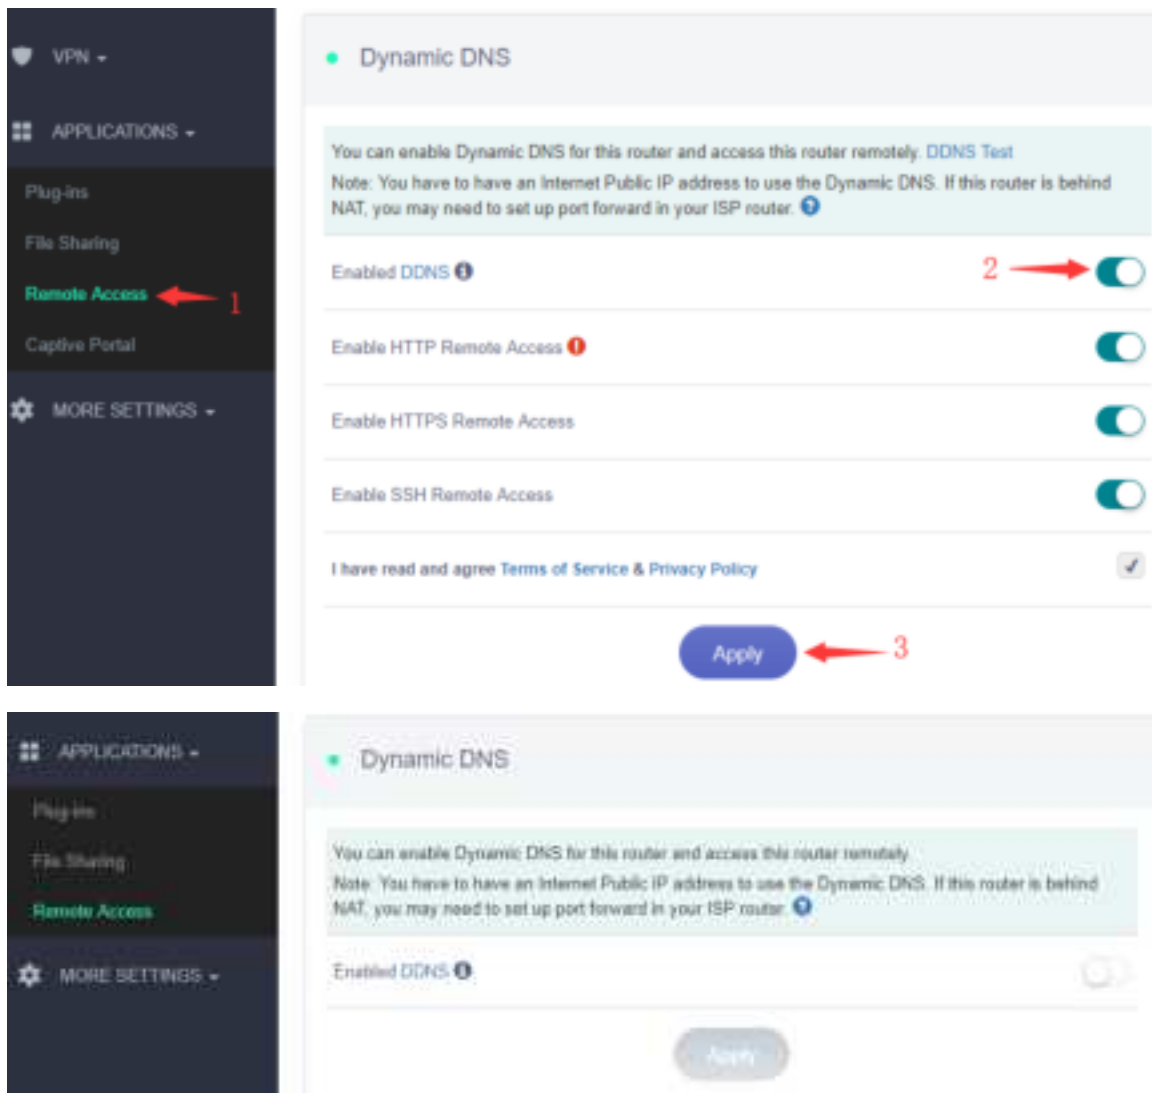 VPN
APPLICATIONS
Plug-ins
File Sharing
Remote Access
1
Captive Portal
MORE SETTINGS
Dynamic DNS
You can enable Dynamic DNS for this router and access this router remotely. DDNS Test
Note: You have to have an Internet Public IP address to use the Dynamic DNS. If this router is behind
NAT, you may need to set up port forward in your ISP router.
Enabled DDNS
2
Enable HTTP Remote Access
Enable HTTPS Remote Access
Enable SSH Remote Access
I have read and agree Terms of Service & Privacy Policy
Apply
3
APPLICATIONS
Plug-ins
File Sharing
Remote Access
MORE SETTINGS
Dynamic DNS
You can enable Dynamic DNS for this router and access this router remotely.
Note: You have to have an Internet Public IP address to use the Dynamic DNS. If this router is behind
NAT, you may need to set up port forward in your ISP router.
Enabled DDNS
Apply